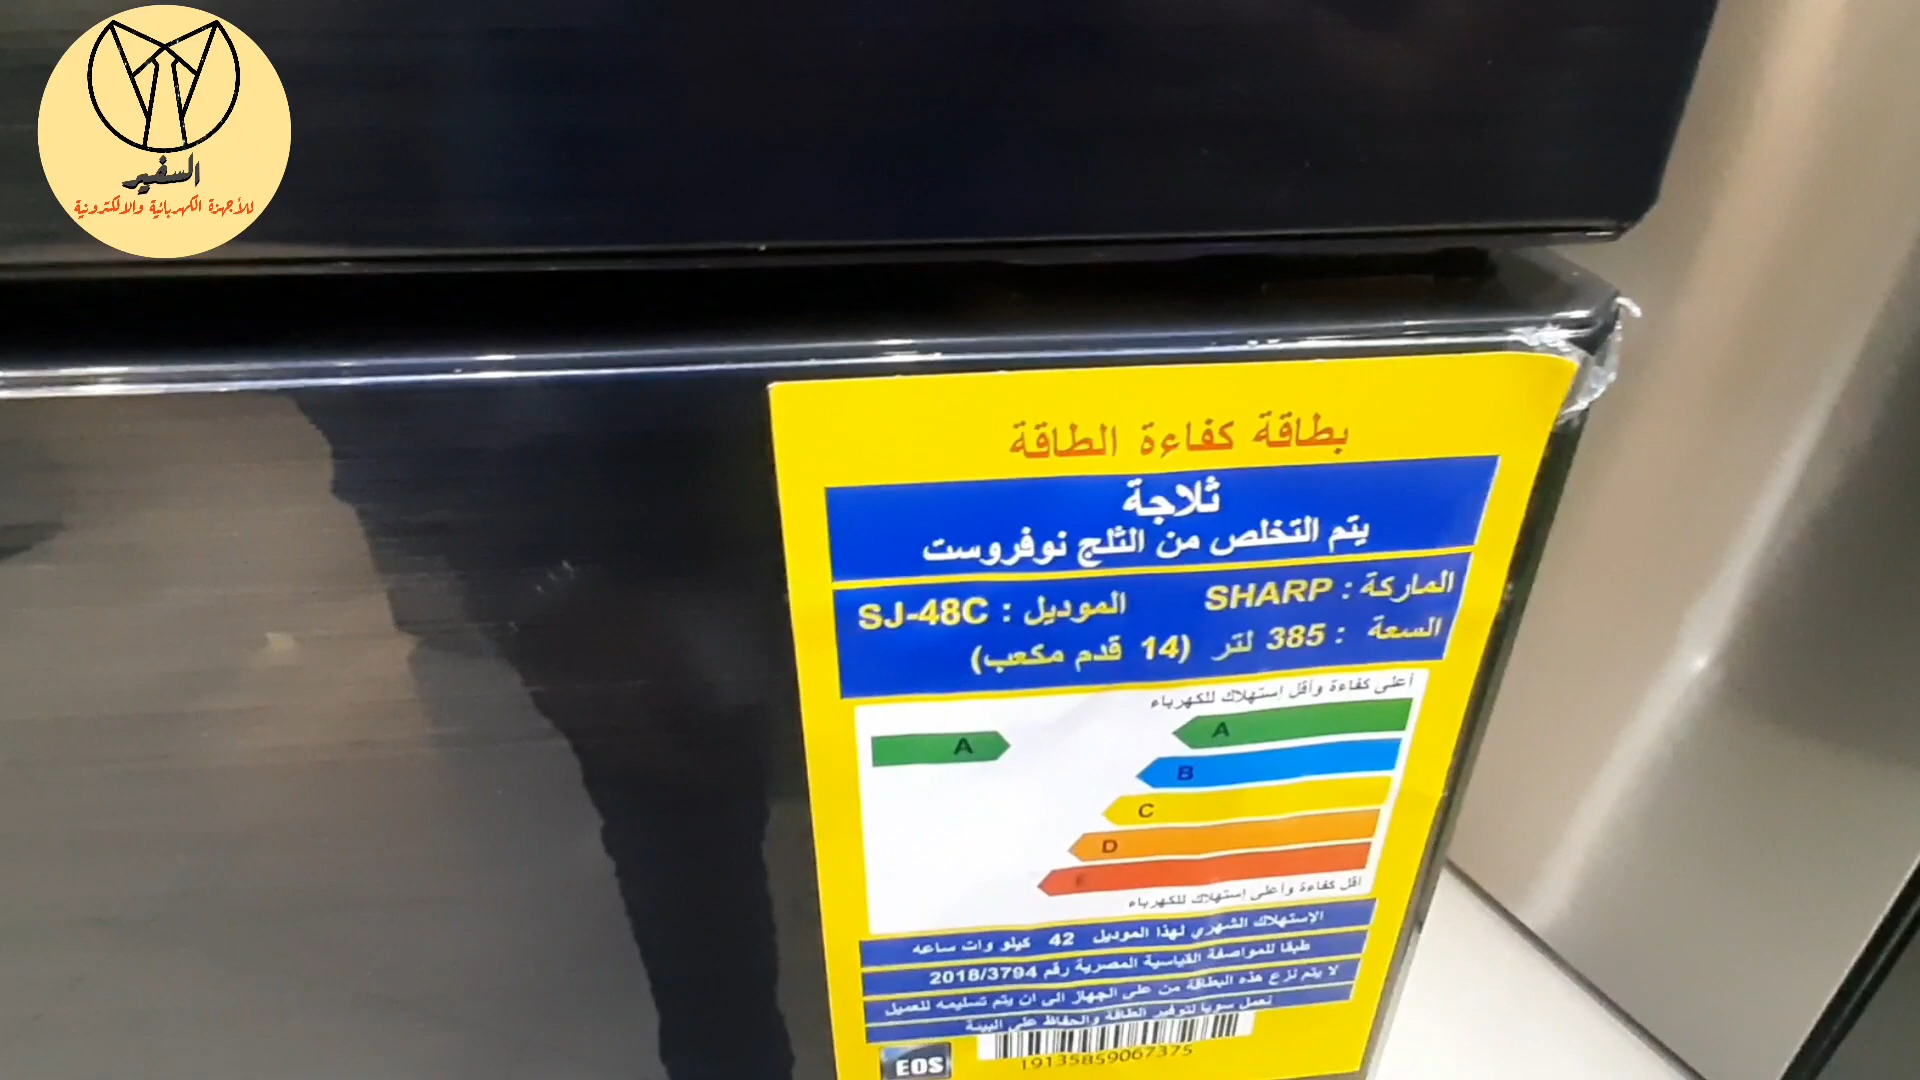 السفير
للأجهزة الكهربائية والالكترونية
بطاقة كفاءة الطاقة
ثلاجة
يتم التخلص من الثلج نوفروست
الماركة : SHARP الموديل : SJ-48C
السعة : 385 لتر (14 قدم مكعب)
أعلى كفاءة وأقل إستهلاك للكهرباء
A A
B
C
D
E
أقل كفاءة وأعلى إستهلاك للكهرباء
الإستهلاك الشهري لهذا الموديل 42 كيلو وات ساعه
طبقا للمواصفة القياسية المصرية رقم 2018/3794
لا يتم نزع هذه البطاقة من على الجهاز الى ان يتم تسليمه للعميل
نعمل سويا لتوفير الطاقة والحفاظ على البيئة
EOS 19135859067375